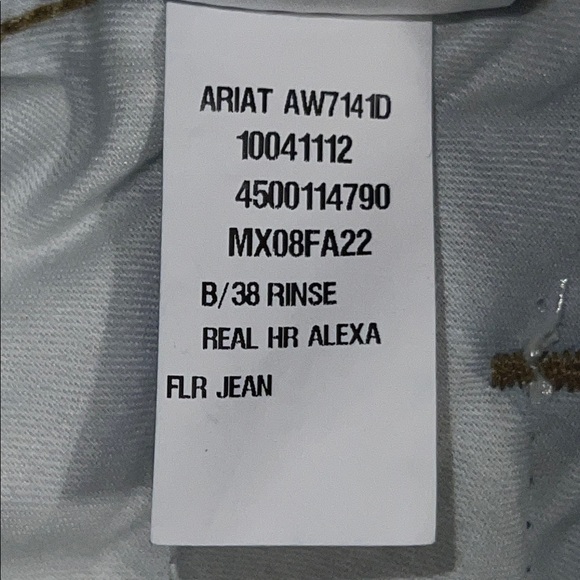 ARIAT AW7141D
10041112
4500114790
MX08FA22
B/38 RINSE
REAL HR ALEXA
FLR JEAN